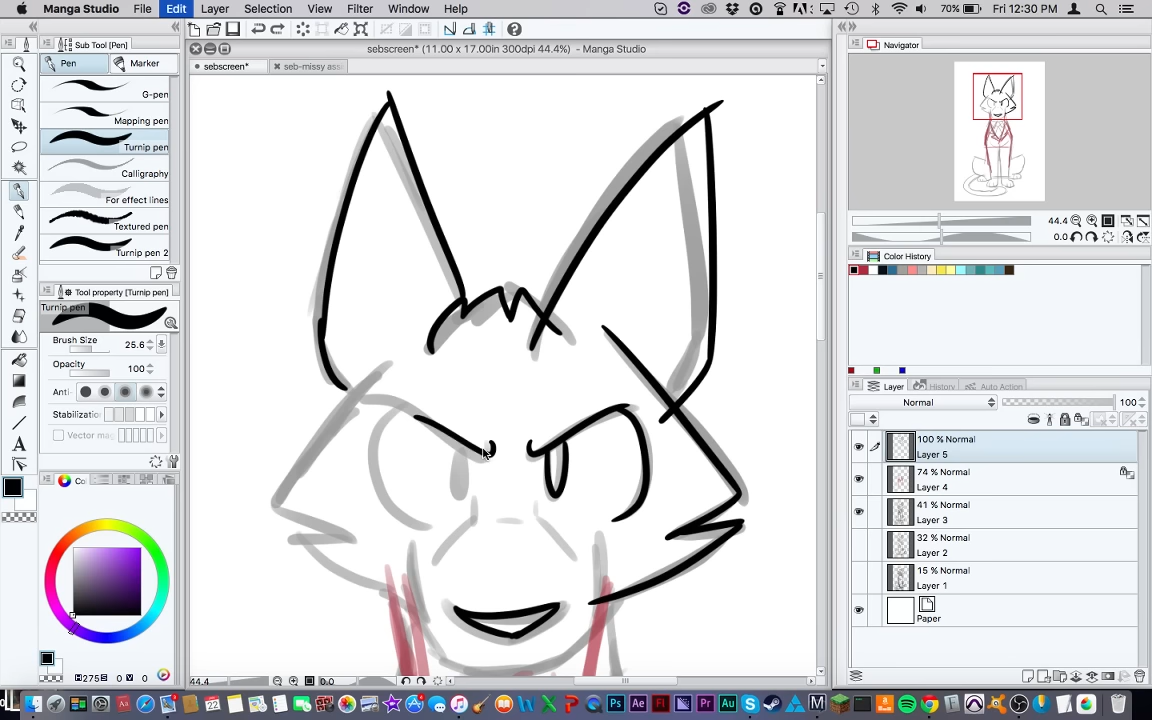 Manga Studio File Edit Layer Selection View Filter Window Help 70% Fri 12:30 PM
sebscreen* (11.00 x 17.00in 300dpi 44.4%) - Manga Studio
Sub Tool [Pen]
Pen Marker
G-pen
Mapping pen
Turnip pen
Calligraphy
For effect lines
Textured pen
Turnip pen 2
Tool property [Turnip pen]
Turnip pen
Brush Size 25.6
Opacity 100
Anti-
Stabilization
Vector mag
Co
H 275 S 0 V 0
sebscreen* seb-missy ass
44.4 0.0
Navigator
44.4
0.0
Color History
Layer History Auto Action
Normal 100
100 % Normal
Layer 5
74 % Normal
Layer 4
41 % Normal
Layer 3
32 % Normal
Layer 2
15 % Normal
Layer 1
Paper